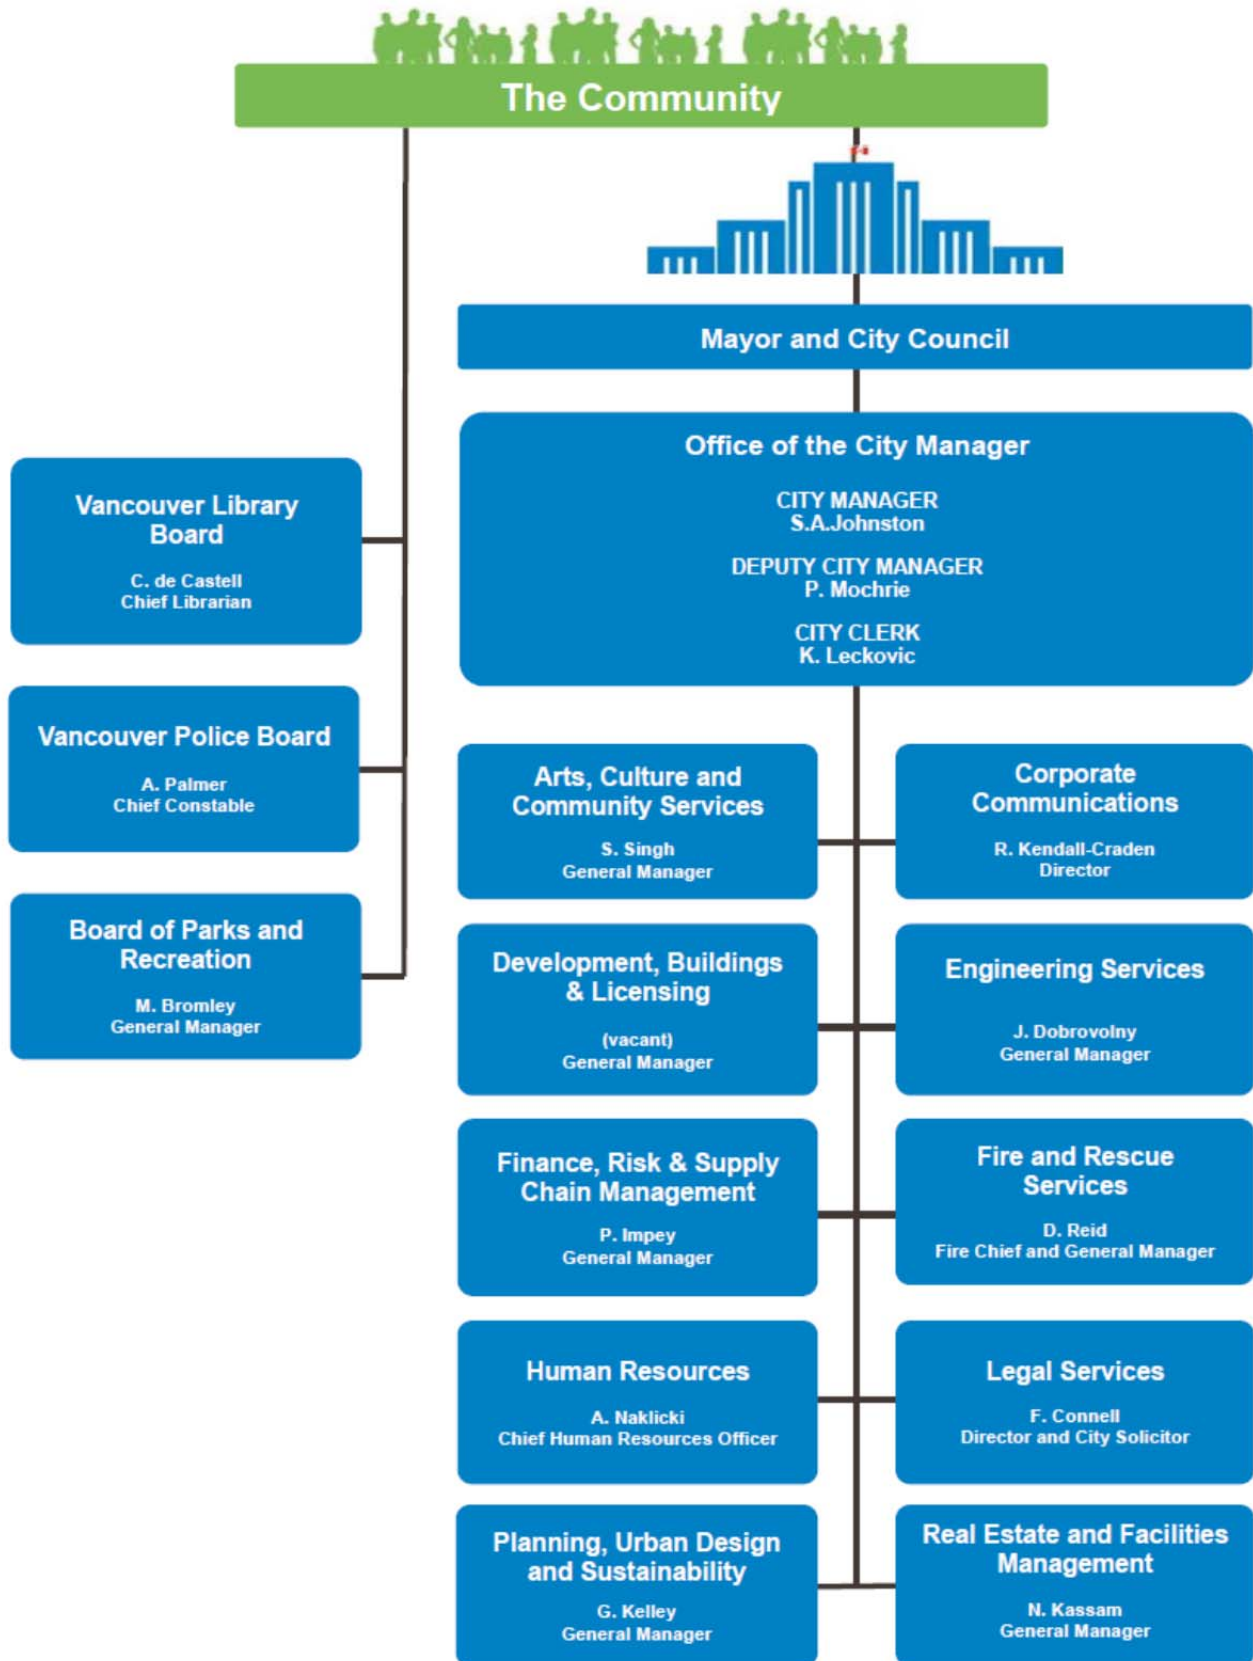 The Community
Mayor and City Council
Office of the City Manager
CITY MANAGER
S.A.Johnston
DEPUTY CITY MANAGER
P. Mochrie
CITY CLERK
K. Leckovic
Vancouver Library
Board
C. de Castell
Chief Librarian
Vancouver Police Board
A. Palmer
Chief Constable
Board of Parks and
Recreation
M. Bromley
General Manager
Arts, Culture and
Community Services
S. Singh
General Manager
Corporate
Communications
R. Kendall-Craden
Director
Development, Buildings
& Licensing
(vacant)
General Manager
Engineering Services
J. Dobrovolny
General Manager
Finance, Risk & Supply
Chain Management
P. Impey
General Manager
Fire and Rescue
Services
D. Reid
Fire Chief and General Manager
Human Resources
A. Naklicki
Chief Human Resources Officer
Legal Services
F. Connell
Director and City Solicitor
Planning, Urban Design
and Sustainability
G. Kelley
General Manager
Real Estate and Facilities
Management
N. Kassam
General Manager